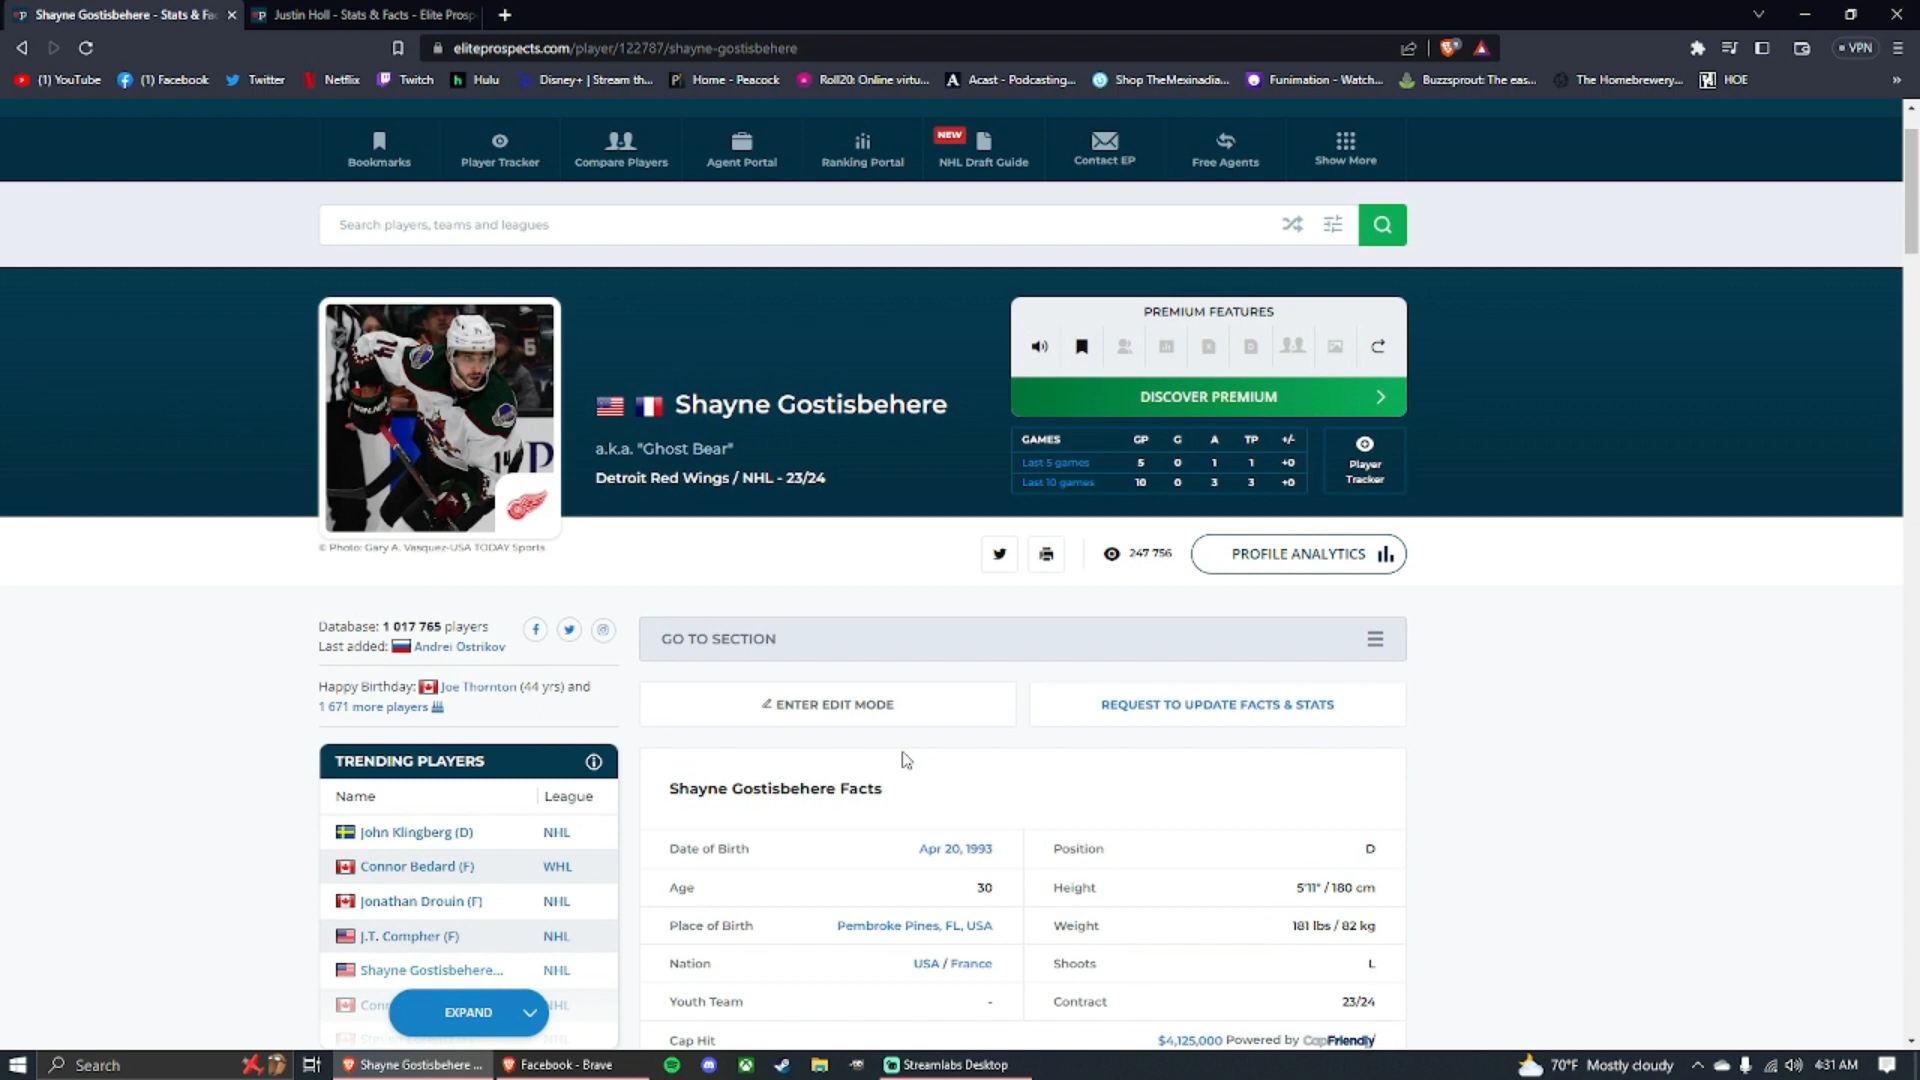 Shayne Gostisbehere - Stats & Fa
Justin Holl - Stats & Facts - Elite Prosp
eliteprospects.com/player/122787/shayne-gostisbehere
VPN
(1) YouTube
(1) Facebook
Twitter
Netflix
Twitch
Hulu
Disney+ | Stream th...
Home - Peacock
Roll20: Online virtu...
Acast - Podcasting...
Shop TheMexinadia...
Funimation - Watch...
Buzzsprout: The eas...
The Homebrewery...
HOE
Bookmarks
Player Tracker
Compare Players
Agent Portal
Ranking Portal
NEW
NHL Draft Guide
Contact EP
Free Agents
Show More
Search players, teams and leagues
Shayne Gostisbehere
a.k.a. "Ghost Bear"
Detroit Red Wings / NHL - 23/24
PREMIUM FEATURES
DISCOVER PREMIUM
GAMES GP G A TP +/-
Last 5 games 5 0 1 1 +0
Last 10 games 10 0 3 3 +0
Player
Tracker
© Photo: Gary A. Vasquez-USA TODAY Sports
247 756
PROFILE ANALYTICS
Database: 1 017 765 players
Last added: Andrei Ostrikov
Happy Birthday: Joe Thornton (44 yrs) and
1 671 more players
GO TO SECTION
ENTER EDIT MODE
REQUEST TO UPDATE FACTS & STATS
TRENDING PLAYERS
Name League
John Klingberg (D) NHL
Connor Bedard (F) WHL
Jonathan Drouin (F) NHL
J.T. Compher (F) NHL
Shayne Gostisbehere... NHL
EXPAND
Shayne Gostisbehere Facts
Date of Birth Apr 20, 1993
Position D
Age 30
Height 5'11" / 180 cm
Place of Birth Pembroke Pines, FL, USA
Weight 181 lbs / 82 kg
Nation USA / France
Shoots L
Youth Team -
Contract 23/24
Cap Hit $4,125,000 Powered by CapFriendly
Search
Shayne Gostisbehere ...
Facebook - Brave
Streamlabs Desktop
70°F Mostly cloudy
4:31 AM